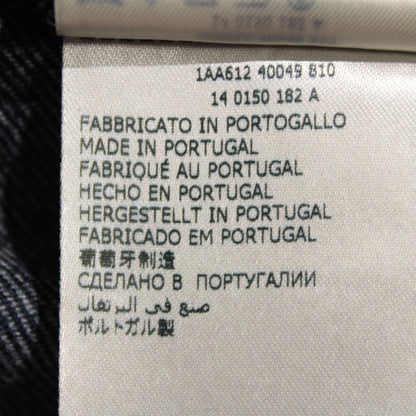 1AA612 40049 810
14 0150 182 A
FABBRICATO IN PORTOGALLO
MADE IN PORTUGAL
FABRIQUÉ AU PORTUGAL
HECHO EN PORTUGAL
HERGESTELLT IN PORTUGAL
FABRICADO EM PORTUGAL
葡萄牙制造
СДЕЛАНО В ПОРТУГАЛИИ
صنع في البرتغال
ポルトガル製